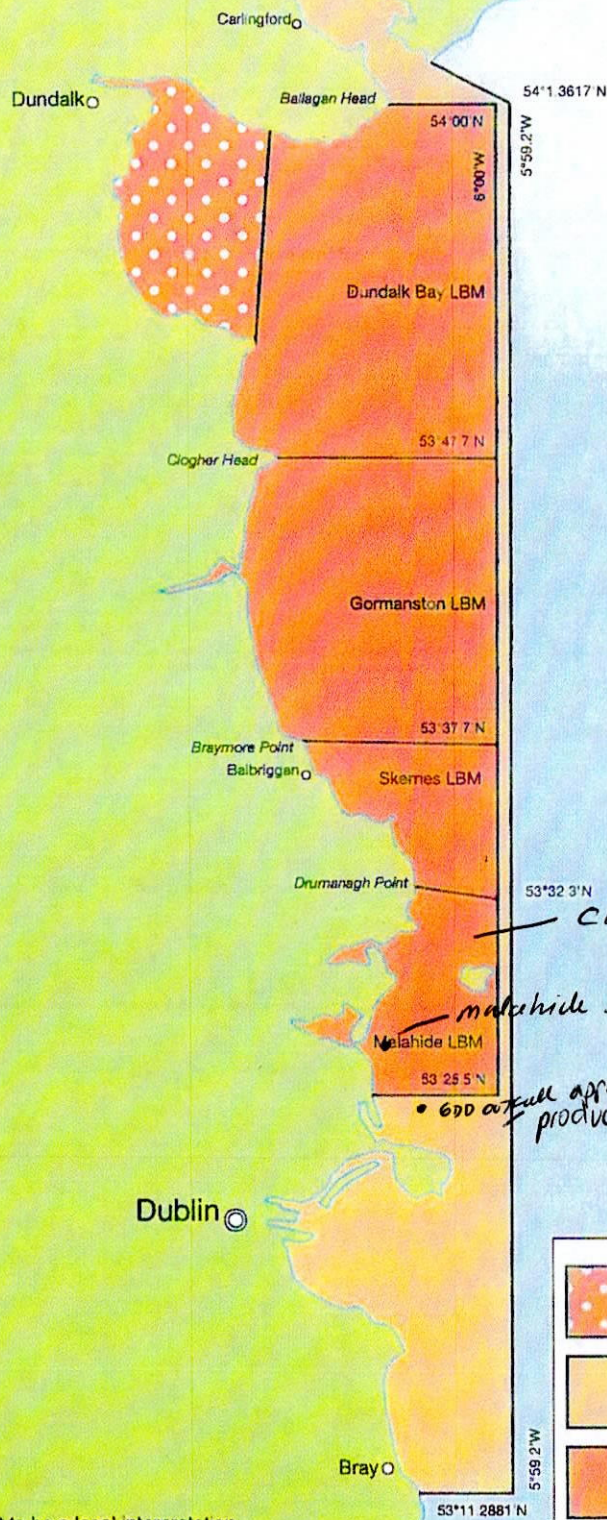 Carlingford
54°1.3617'N
Dundalk
Ballagan Head
54°00'N
6°00'W
5°59.2'W
Dundalk Bay LBM
53°47.7'N
Clogher Head
Gormanston LBM
53°37.7'N
Braymore Point
Balbriggan
Skerries LBM
Drumanagh Point
53°32.3'N
malahide
Malahide LBM
53°25.5'N
GDD outfall
Dublin
Bray
5°59.2'W
53°11.2881'N